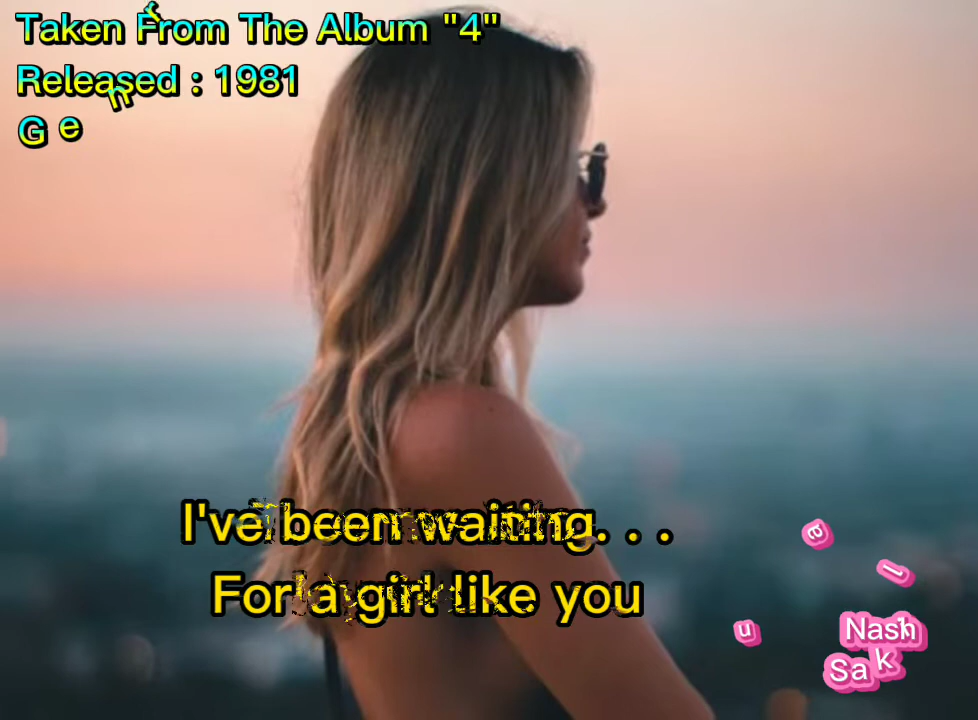 Taken From The Album "4"
Released : 1981
I've been waiting. . .
For a girl like you
Nash